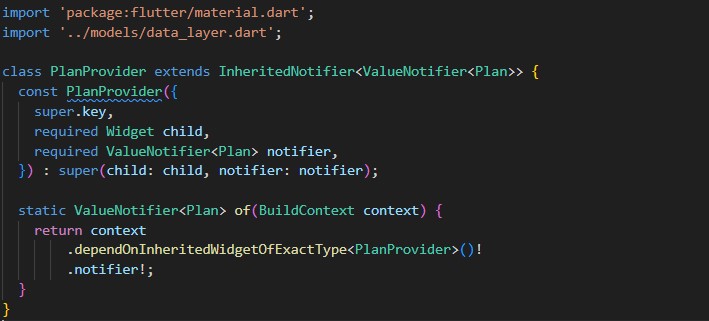 import 'package:flutter/material.dart';
import '../models/data_layer.dart';

class PlanProvider extends InheritedNotifier<ValueNotifier<Plan>> {
  const PlanProvider({
    super.key,
    required Widget child,
    required ValueNotifier<Plan> notifier,
  }) : super(child: child, notifier: notifier);

  static ValueNotifier<Plan> of(BuildContext context) {
    return context
        .dependOnInheritedWidgetOfExactType<PlanProvider>()!
        .notifier!;
  }
}